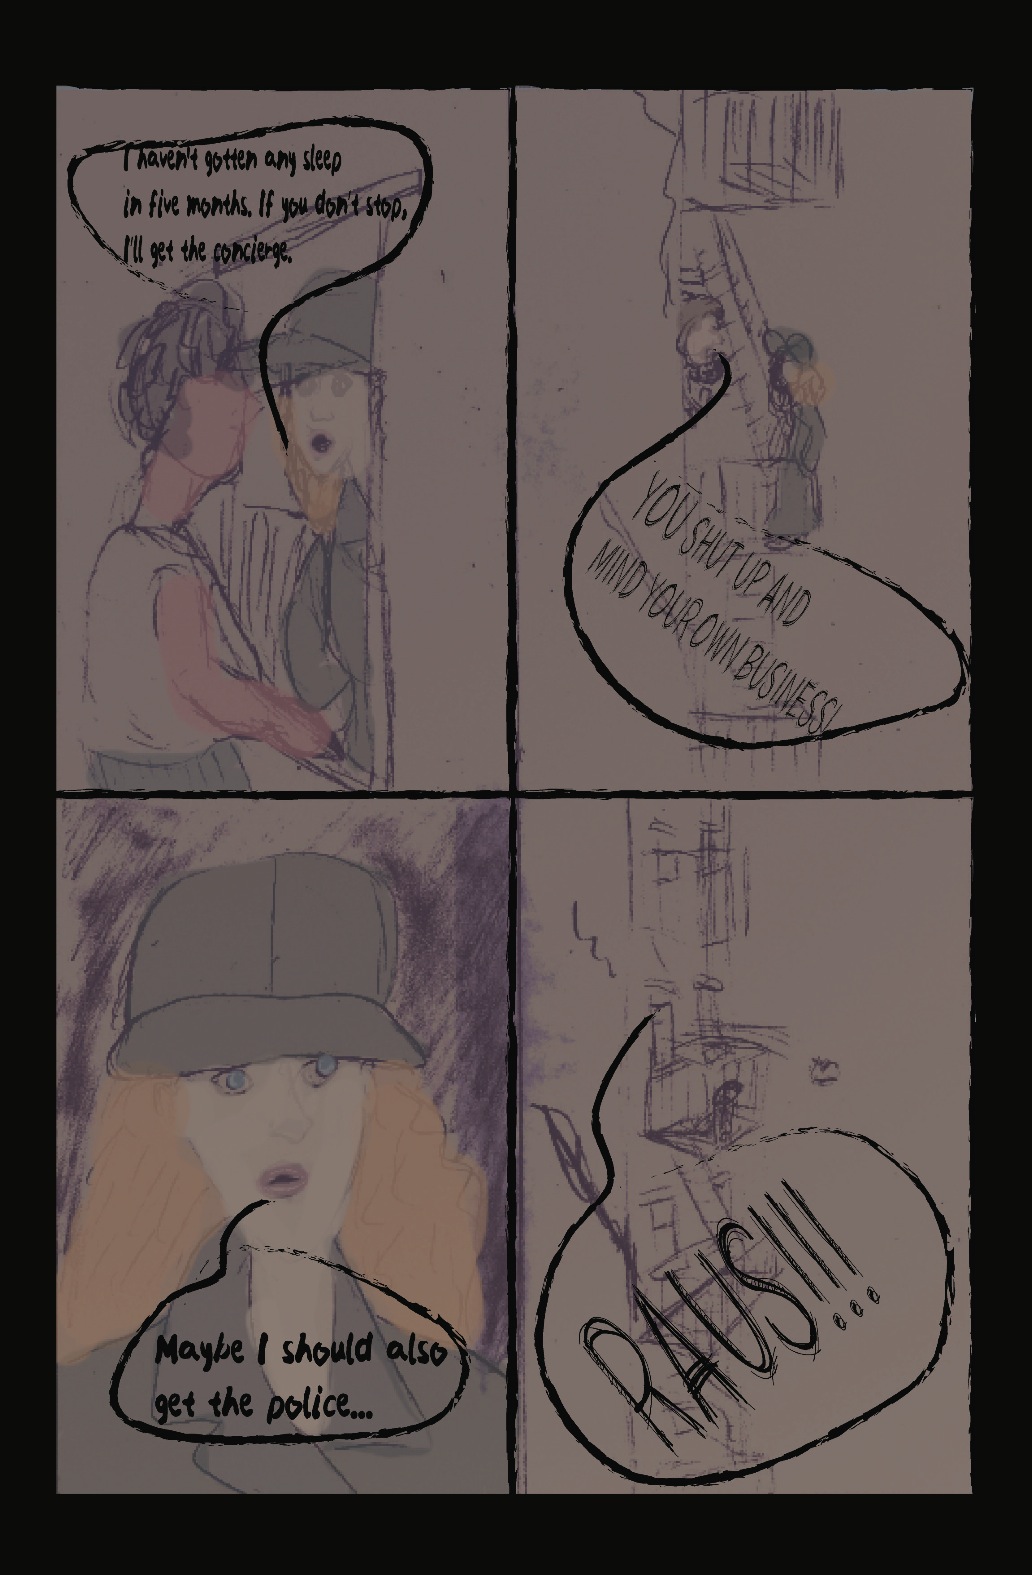 I haven't gotten any sleep
in five months. If you don't stop,
I'll get the concierge.
YOU SHUT UP AND
MIND YOUR OWN BUSINESS!
Maybe I should also
get the police...
RAUS!!!!